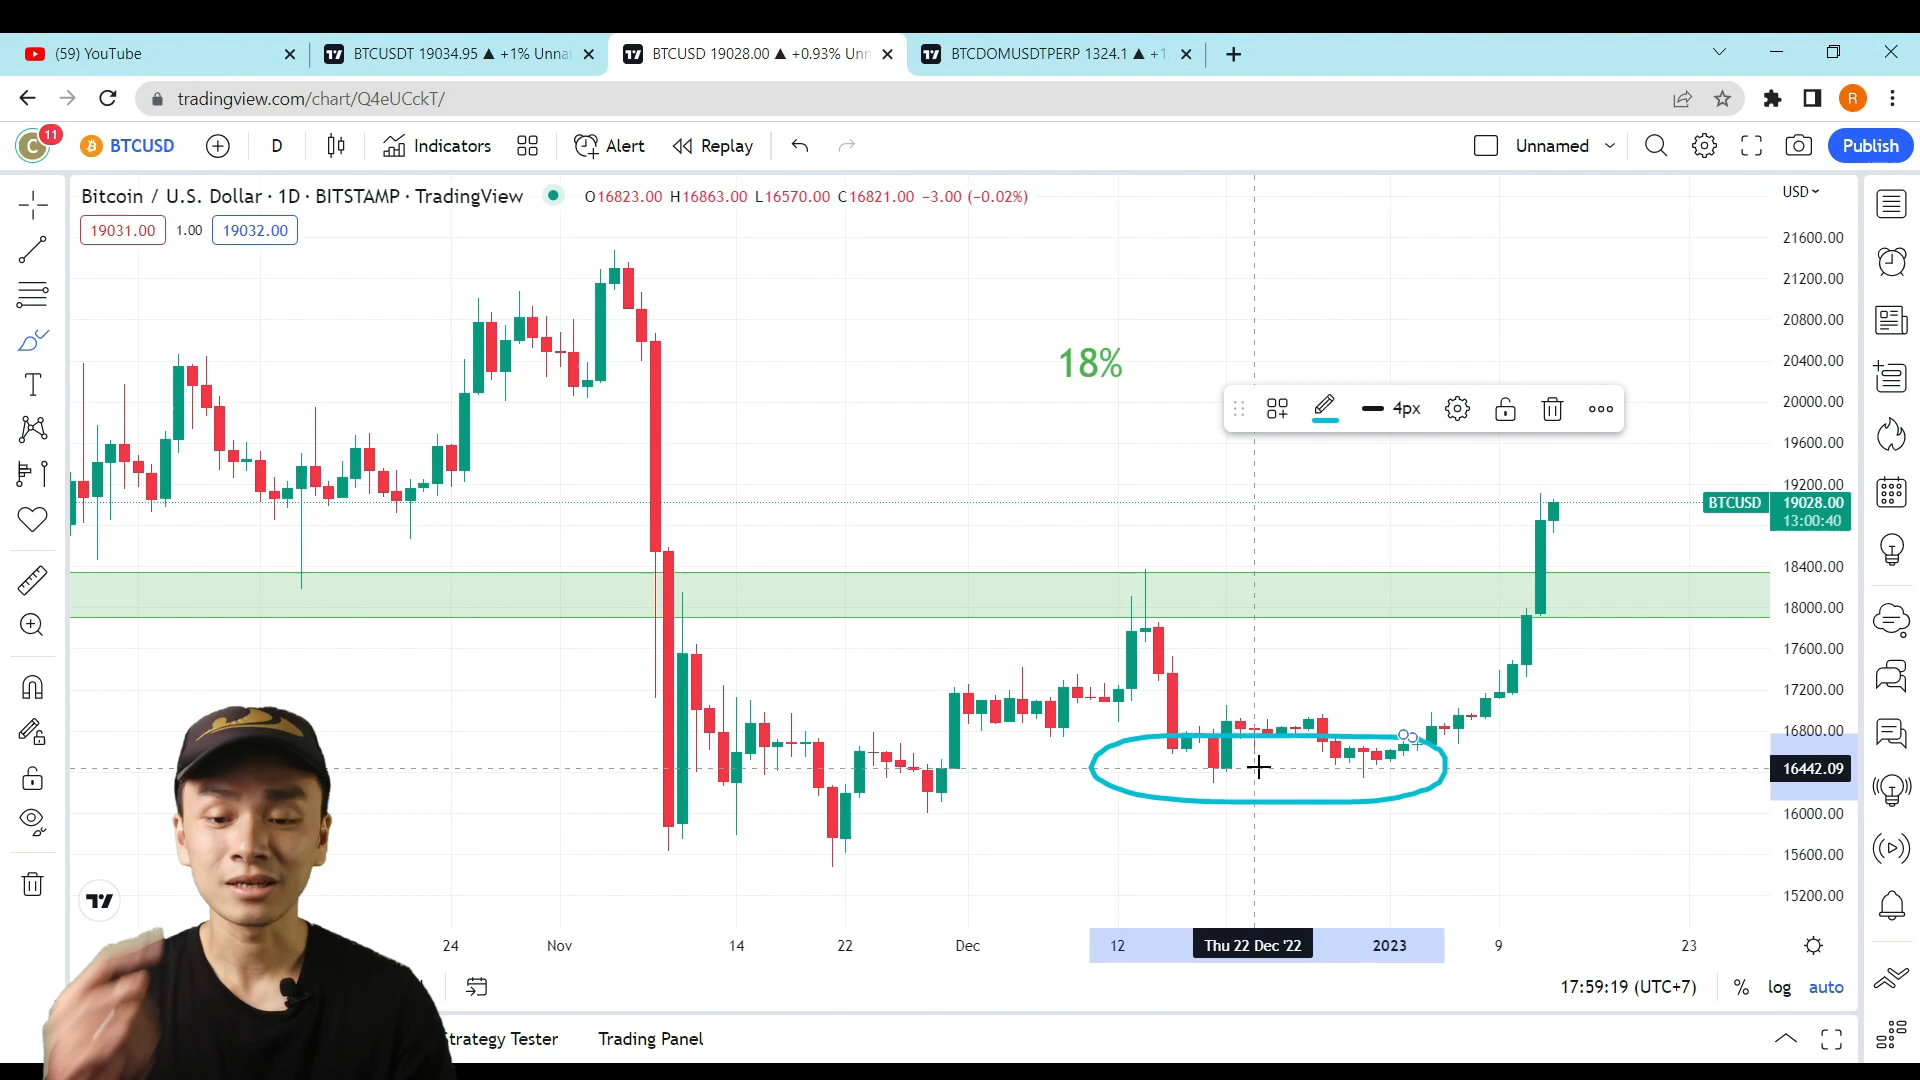 (59) YouTube
BTCUSDT 19034.95 ▲ +1% Unna
BTCUSD 19028.00 ▲ +0.93% Unn
BTCDOMUSDTPERP 1324.1 ▲ +1
tradingview.com/chart/Q4eUCckT/
R
C 11 BTCUSD D Indicators Alert Replay Unnamed Publish
Bitcoin / U.S. Dollar · 1D · BITSTAMP · TradingView O16823.00 H16863.00 L16570.00 C16821.00 −3.00 (−0.02%)
USD
19031.00 1.00 19032.00
21600.00
21200.00
20800.00
18%
20400.00
4px
20000.00
19600.00
19200.00
BTCUSD 19028.00
13:00:40
18400.00
18000.00
17600.00
17200.00
16800.00
16442.09
16000.00
15600.00
15200.00
24 Nov 14 22 Dec 12 Thu 22 Dec '22 2023 9 23
17:59:19 (UTC+7) % log auto
trategy Tester Trading Panel